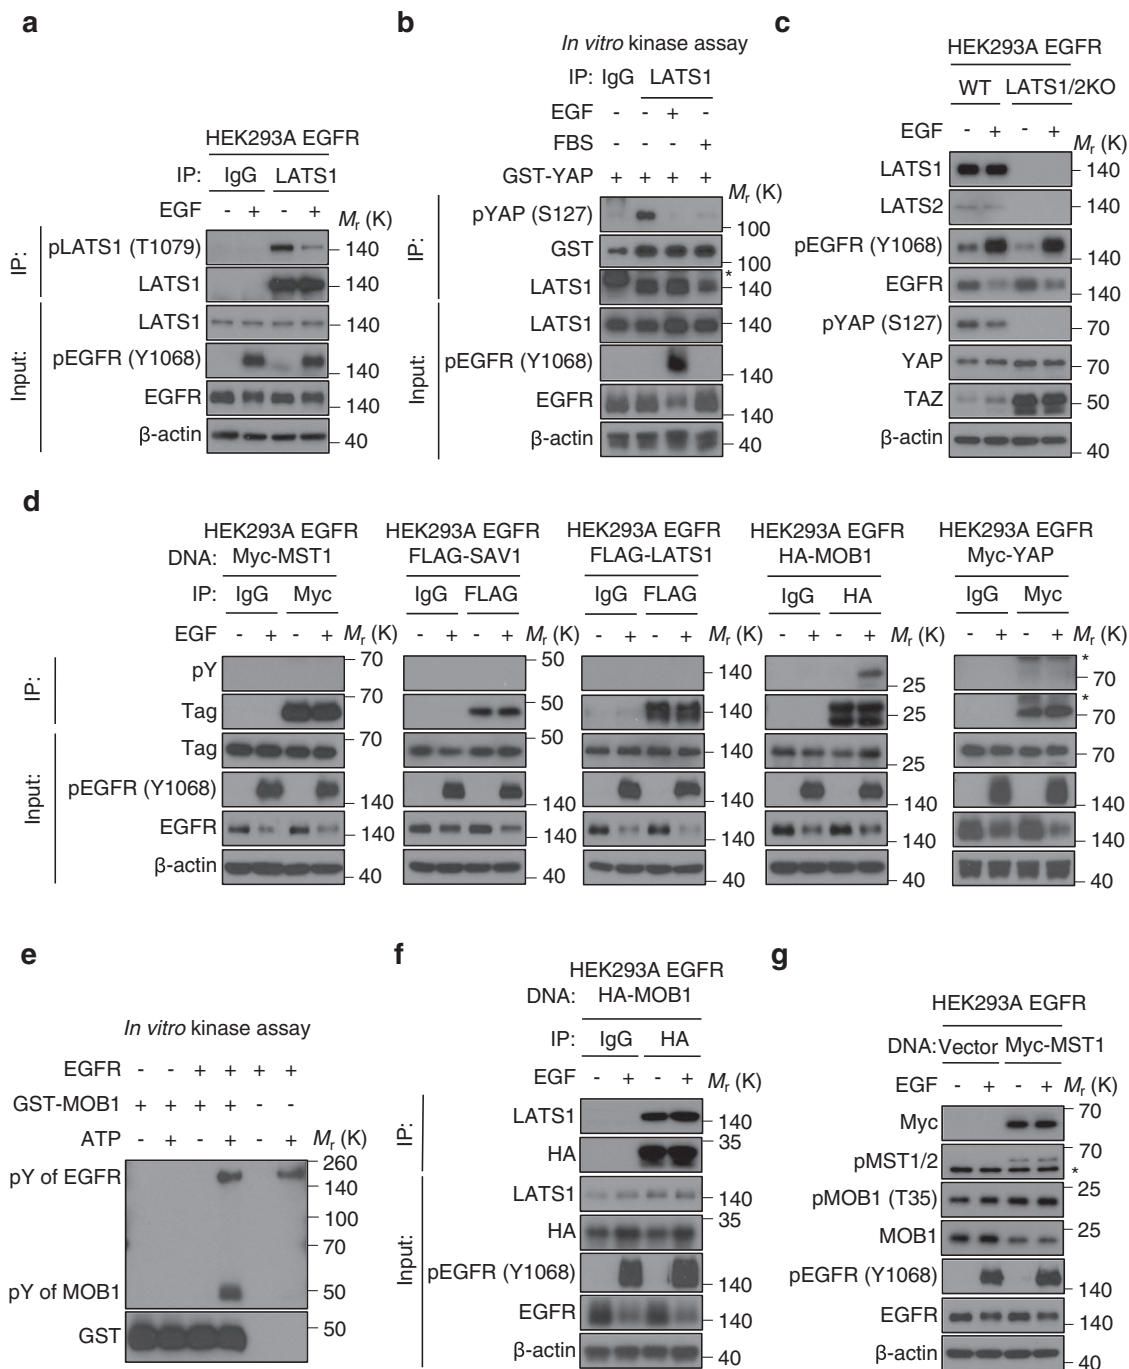 a
HEK293A EGFR
IP: IgG LATS1
EGF - + - + Mr (K)
IP:
pLATS1 (T1079) 140
LATS1 140
Input:
LATS1 140
pEGFR (Y1068) 140
EGFR 140
β-actin 40
b
In vitro kinase assay
IP: IgG LATS1
EGF - - + -
FBS - - - +
GST-YAP + + + + Mr (K)
IP:
pYAP (S127) 100
GST 100
LATS1 * 140
Input:
LATS1 140
pEGFR (Y1068) 140
EGFR 140
β-actin 40
c
HEK293A EGFR
WT LATS1/2KO
EGF - + - + Mr (K)
LATS1 140
LATS2 140
pEGFR (Y1068) 140
EGFR 140
pYAP (S127) 70
YAP 70
TAZ 50
β-actin 40
d
HEK293A EGFR HEK293A EGFR HEK293A EGFR HEK293A EGFR HEK293A EGFR
DNA: Myc-MST1 FLAG-SAV1 FLAG-LATS1 HA-MOB1 Myc-YAP
IP: IgG Myc IgG FLAG IgG FLAG IgG HA IgG Myc
EGF - + - + Mr (K) - + - + Mr (K) - + - + Mr (K) - + - + Mr (K) - + - + Mr (K)
IP:
pY 70 50 140 25 * 70
Tag 70 50 140 25 * 70
Input:
Tag 70 50 140 25 70
pEGFR (Y1068) 140 140 140 140 140
EGFR 140 140 140 140 140
β-actin 40 40 40 40 40
e
In vitro kinase assay
EGFR - - + + + +
GST-MOB1 + + + + - -
ATP - + - + - + Mr (K)
260
pY of EGFR 140
100
70
pY of MOB1 50
GST 50
f
HEK293A EGFR
DNA: HA-MOB1
IP: IgG HA
EGF - + - + Mr (K)
IP:
LATS1 140
HA 35
Input:
LATS1 140
HA 35
pEGFR (Y1068) 140
EGFR 140
β-actin 40
g
HEK293A EGFR
DNA: Vector Myc-MST1
EGF - + - + Mr (K)
Myc 70
pMST1/2 70 *
pMOB1 (T35) 25
MOB1 25
pEGFR (Y1068) 140
EGFR 140
β-actin 40